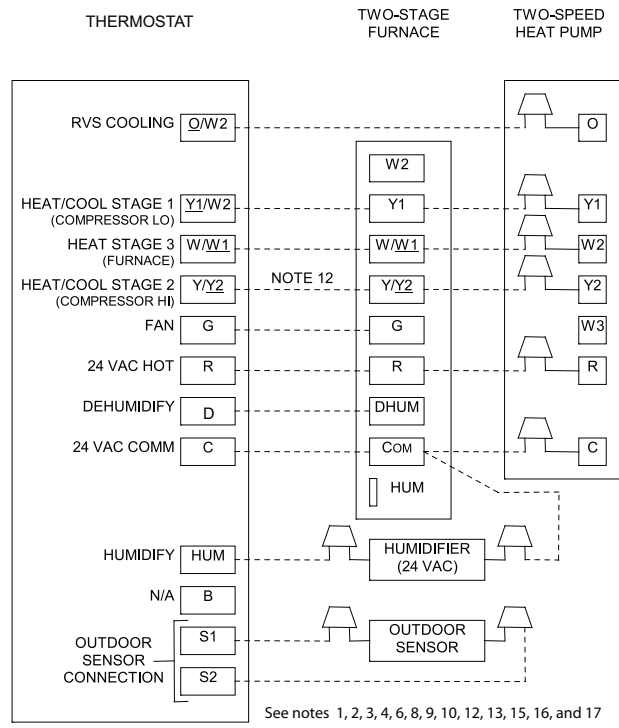 THERMOSTAT
TWO-STAGE
FURNACE
TWO-SPEED
HEAT PUMP
RVS COOLING O/W2 O
W2
HEAT/COOL STAGE 1 Y1/W2 Y1 Y1
(COMPRESSOR LO)
HEAT STAGE 3 W/W1 W/W1 W2
(FURNACE)
HEAT/COOL STAGE 2 Y/Y2 NOTE 12 Y/Y2 Y2
(COMPRESSOR HI)
FAN G G W3
24 VAC HOT R R R
DEHUMIDIFY D DHUM
24 VAC COMM C COM C
HUM
HUMIDIFY HUM HUMIDIFIER
(24 VAC)
N/A B
S1 OUTDOOR
SENSOR
OUTDOOR
SENSOR
CONNECTION
S2
See notes 1, 2, 3, 4, 6, 8, 9, 10, 12, 13, 15, 16, and 17